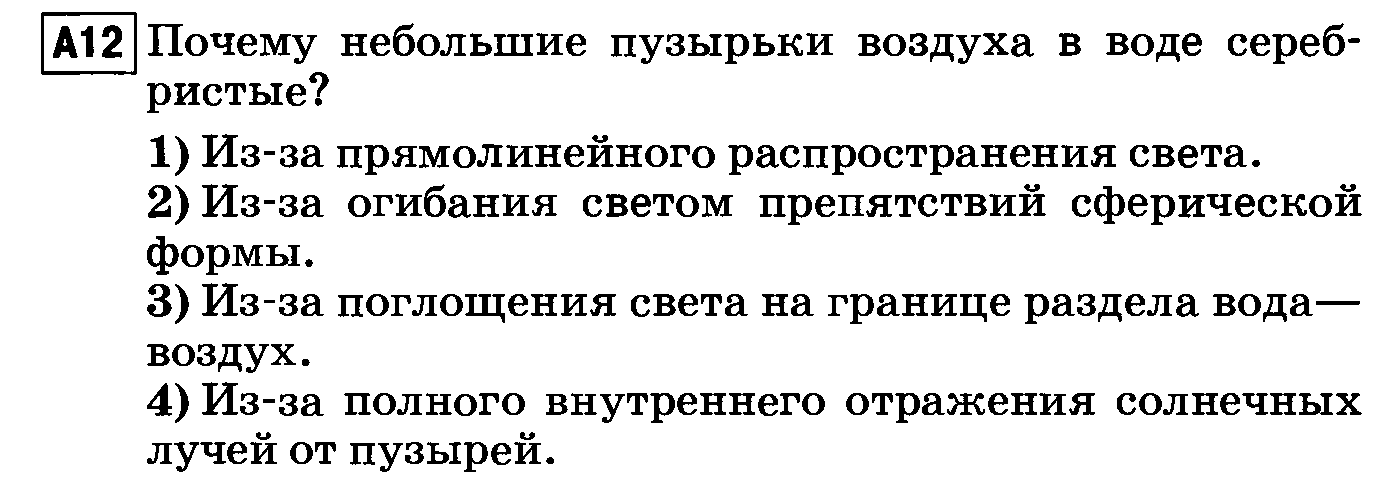 А12 Почему небольшие пузырьки воздуха в воде сереб-
ристые?
1) Из-за прямолинейного распространения света.
2) Из-за огибания светом препятствий сферической
формы.
3) Из-за поглощения света на границе раздела вода—
воздух.
4) Из-за полного внутреннего отражения солнечных
лучей от пузырей.